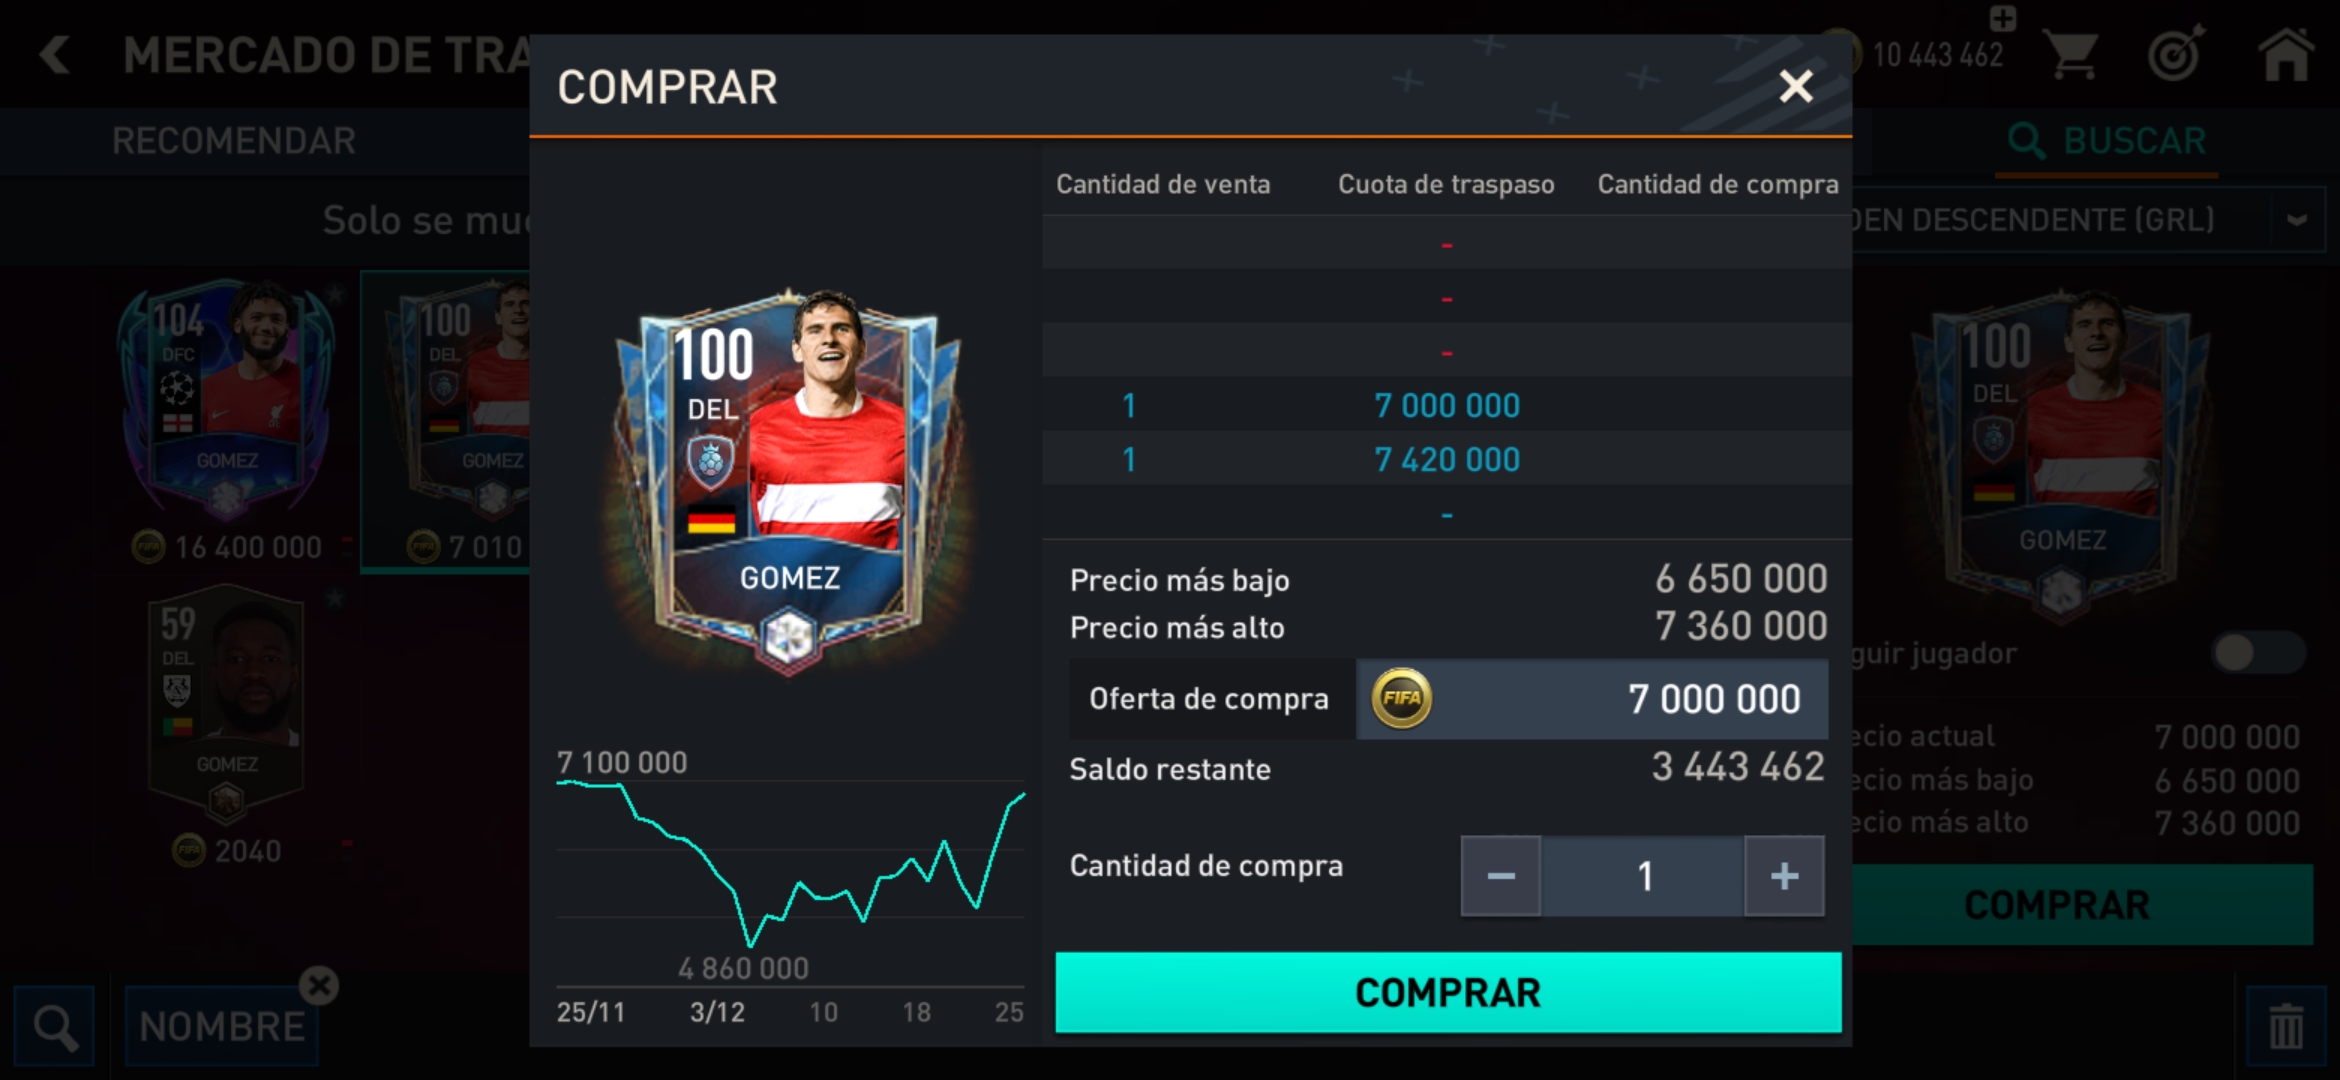 MERCADO DE TRA
10 443 462
RECOMENDAR
BUSCAR
Solo se mue
DEN DESCENDENTE (GRL)
104
DFC
GOMEZ
16 400 000
100
DEL
GOMEZ
7 010
59
DEL
GOMEZ
2040
NOMBRE
COMPRAR
100
DEL
GOMEZ
7 100 000
4 860 000
25/11 3/12 10 18 25
Cantidad de venta Cuota de traspaso Cantidad de compra
-
-
-
1 7 000 000
1 7 420 000
-
Precio más bajo 6 650 000
Precio más alto 7 360 000
Oferta de compra FIFA 7 000 000
Saldo restante 3 443 462
Cantidad de compra − 1 +
COMPRAR
100
DEL
GOMEZ
guir jugador
ecio actual 7 000 000
ecio más bajo 6 650 000
ecio más alto 7 360 000
COMPRAR